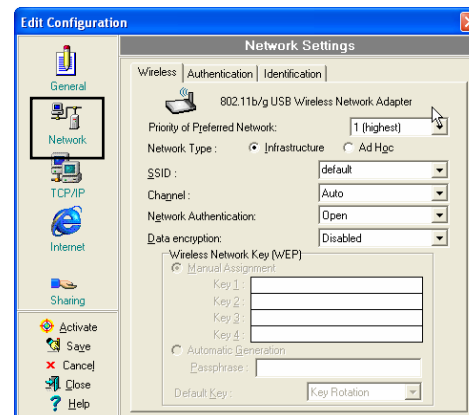 Edit Configuration
Network Settings
General
Network
TCP/IP
Internet
Sharing
Activate
Save
Cancel
Close
Help
Wireless Authentication Identification
802.11b/g USB Wireless Network Adapter
Priority of Preferred Network: 1 (highest)
Network Type : Infrastructure Ad Hoc
SSID : default
Channel : Auto
Network Authentication: Open
Data encryption: Disabled
Wireless Network Key (WEP)
Manual Assignment
Key 1 :
Key 2 :
Key 3 :
Key 4 :
Automatic Generation
Passphrase :
Default Key : Key Rotation